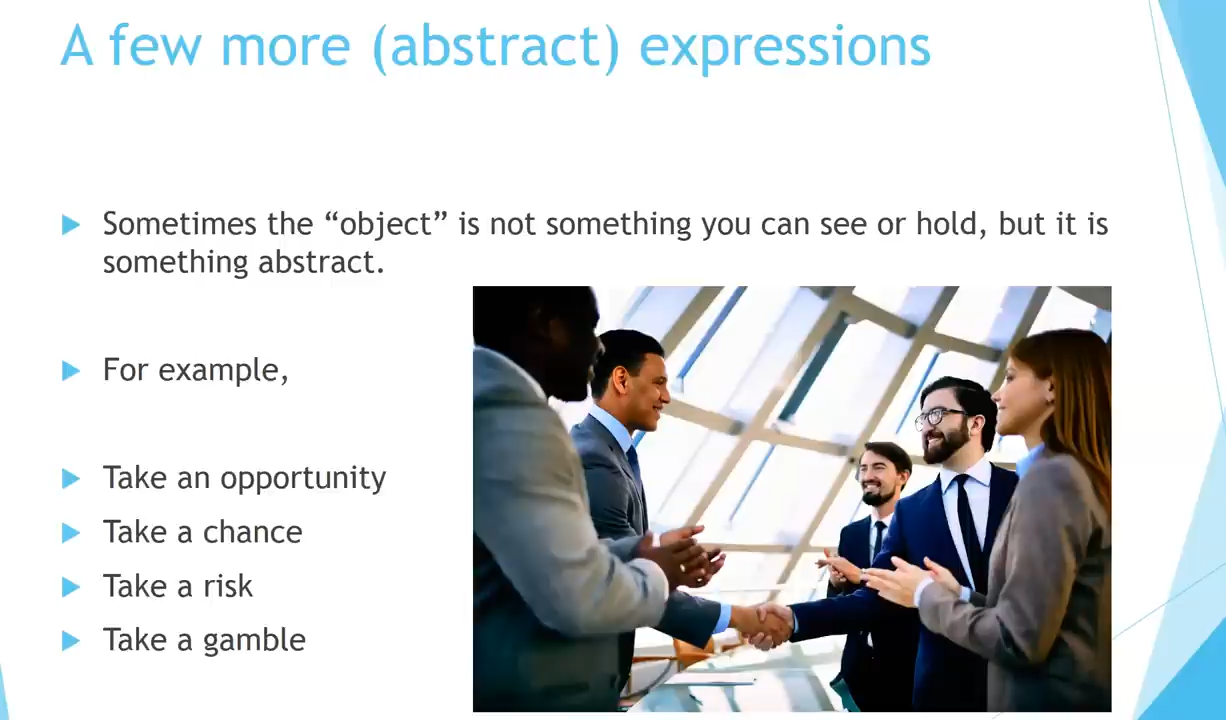 A few more (abstract) expressions
Sometimes the “object” is not something you can see or hold, but it is
something abstract.
For example,
Take an opportunity
Take a chance
Take a risk
Take a gamble